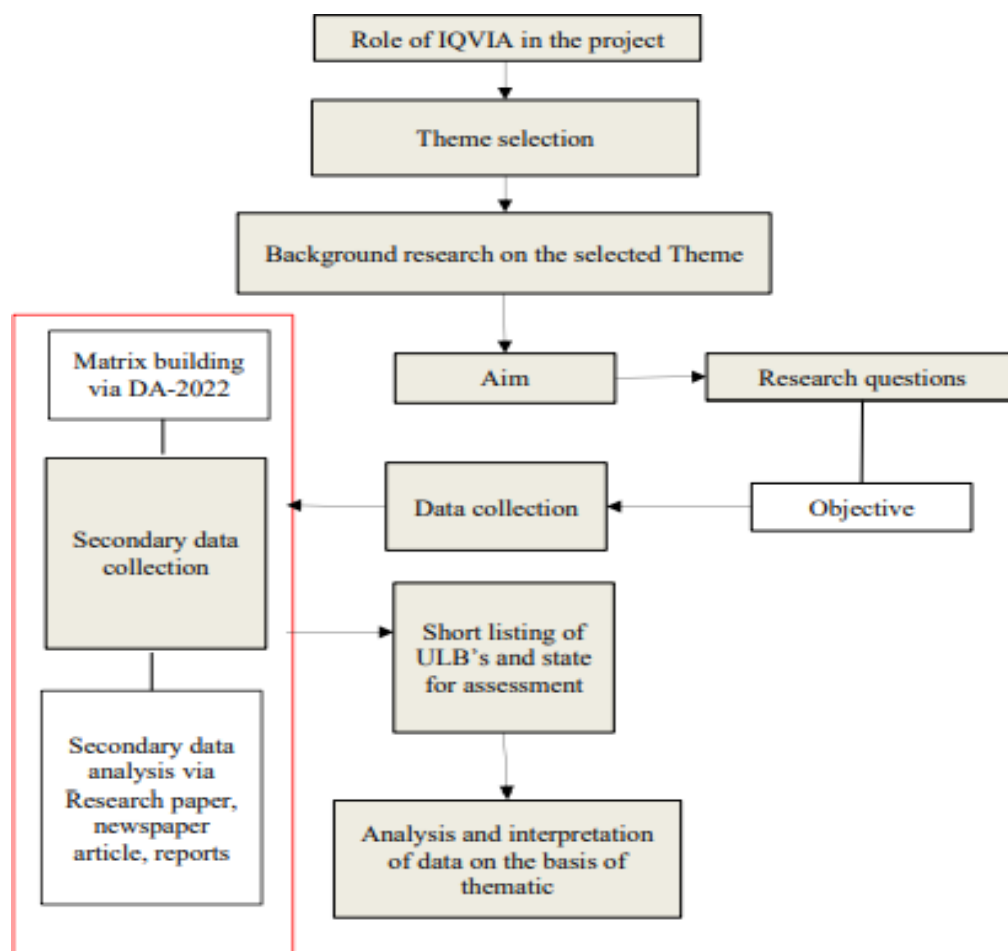 Role of IQVIA in the project
Theme selection
Background research on the selected Theme
Aim
Research questions
Objective
Data collection
Matrix building
via DA-2022
Secondary data
collection
Secondary data
analysis via
Research paper,
newspaper
article, reports
Short listing of
ULB's and state
for assessment
Analysis and interpretation
of data on the basis of
thematic